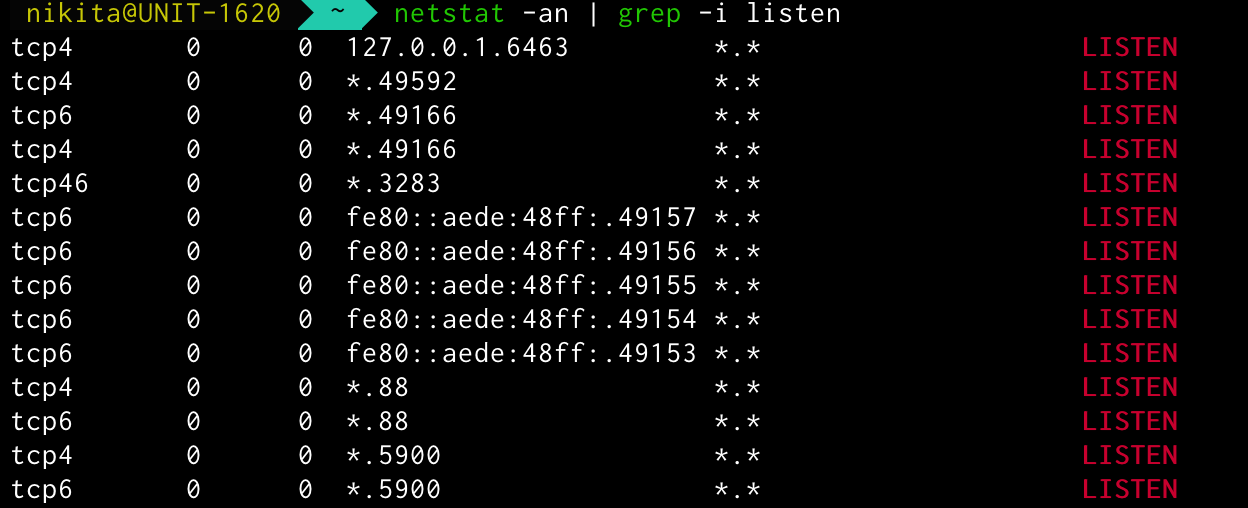 nikita@UNIT-1620 ~ netstat -an | grep -i listen
tcp4 0 0 127.0.0.1.6463 *.* LISTEN
tcp4 0 0 *.49592 *.* LISTEN
tcp6 0 0 *.49166 *.* LISTEN
tcp4 0 0 *.49166 *.* LISTEN
tcp46 0 0 *.3283 *.* LISTEN
tcp6 0 0 fe80::aede:48ff:.49157 *.* LISTEN
tcp6 0 0 fe80::aede:48ff:.49156 *.* LISTEN
tcp6 0 0 fe80::aede:48ff:.49155 *.* LISTEN
tcp6 0 0 fe80::aede:48ff:.49154 *.* LISTEN
tcp6 0 0 fe80::aede:48ff:.49153 *.* LISTEN
tcp4 0 0 *.88 *.* LISTEN
tcp6 0 0 *.88 *.* LISTEN
tcp4 0 0 *.5900 *.* LISTEN
tcp6 0 0 *.5900 *.* LISTEN